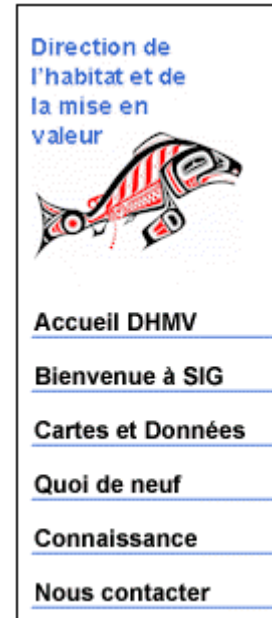 Direction de
l'habitat et de
la mise en
valeur
Accueil DHMV
Bienvenue à SIG
Cartes et Données
Quoi de neuf
Connaissance
Nous contacter